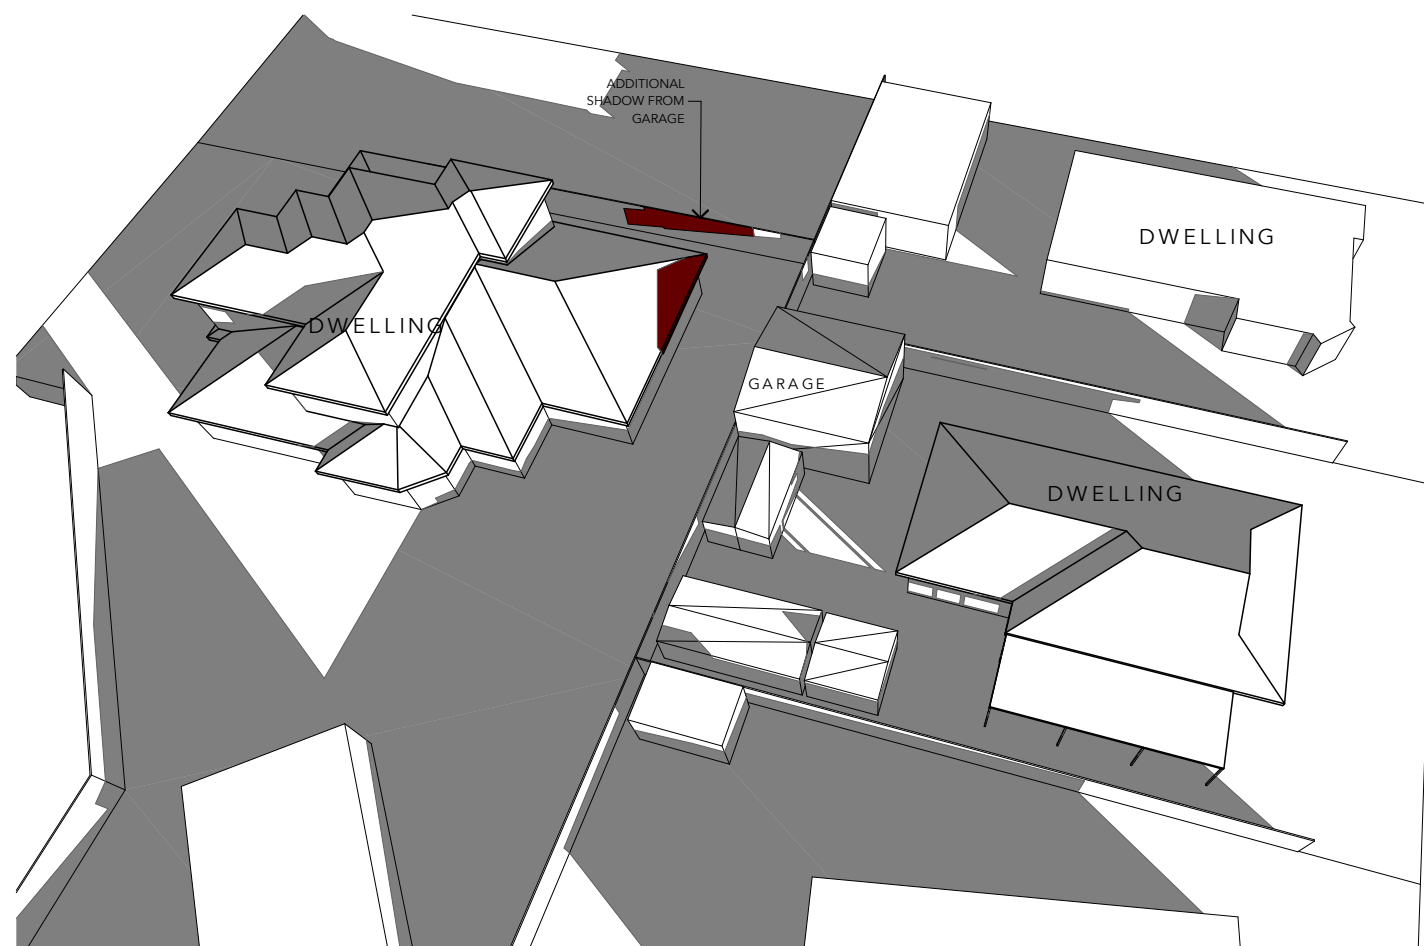 ADDITIONAL
SHADOW FROM
GARAGE
DWELLING
DWELLING
GARAGE
DWELLING